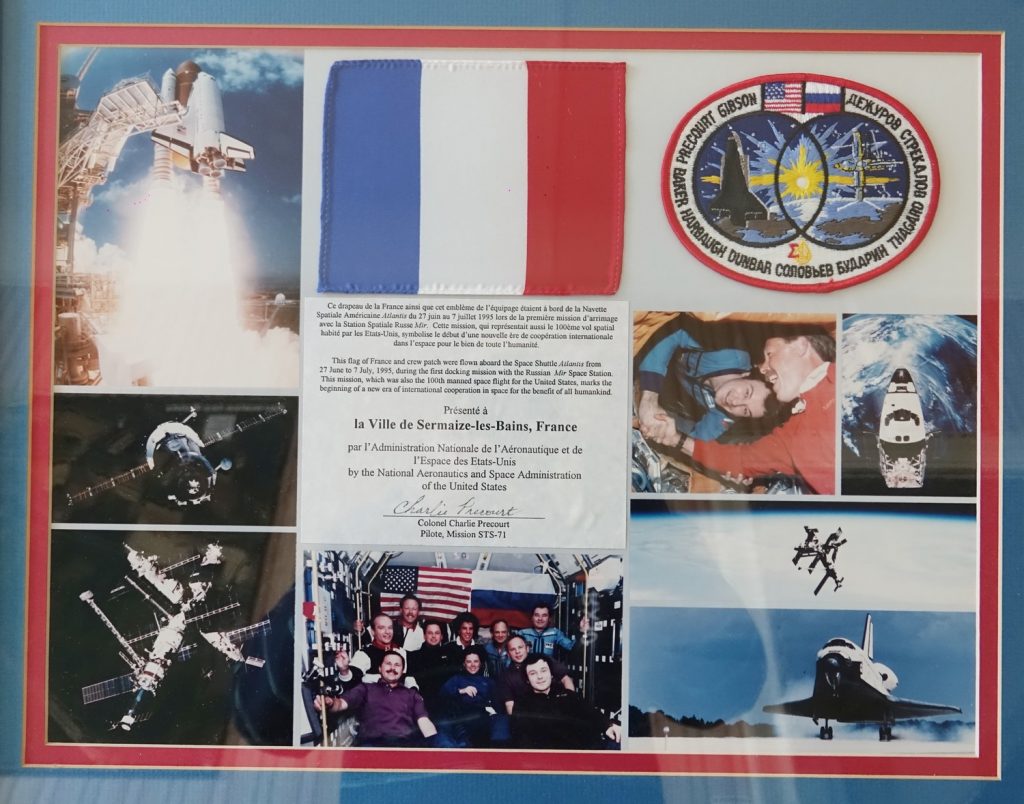 PRECOURT GIBSON
ДЕЖУРОВ СТРЕКАЛОВ
BAKER HARBAUGH DUNBAR СОЛОВЬЕВ БУДАРИН THAGARD
Ce drapeau de la France ainsi que cet emblème de l'équipage étaient à bord de la Navette
Spatiale Américaine Atlantis du 27 juin au 7 juillet 1995 lors de la première mission d'arrimage
avec la Station Spatiale Russe Mir. Cette mission, qui représentait aussi le 100ème vol spatial
habité par les Etats-Unis, symbolise le début d'une nouvelle ère de coopération internationale
dans l'espace pour le bien de toute l'humanité.
This flag of France and crew patch were flown aboard the Space Shuttle Atlantis from
27 June to 7 July, 1995, during the first docking mission with the Russian Mir Space Station.
This mission, which was also the 100th manned space flight for the United States, marks the
beginning of a new era of international cooperation in space for the benefit of all humankind.
Présenté à
la Ville de Sermaize-les-Bains, France
par l'Administration Nationale de l'Aéronautique et de
l'Espace des Etats-Unis
by the National Aeronautics and Space Administration
of the United States
Charlie Precourt
Colonel Charlie Precourt
Pilote, Mission STS-71